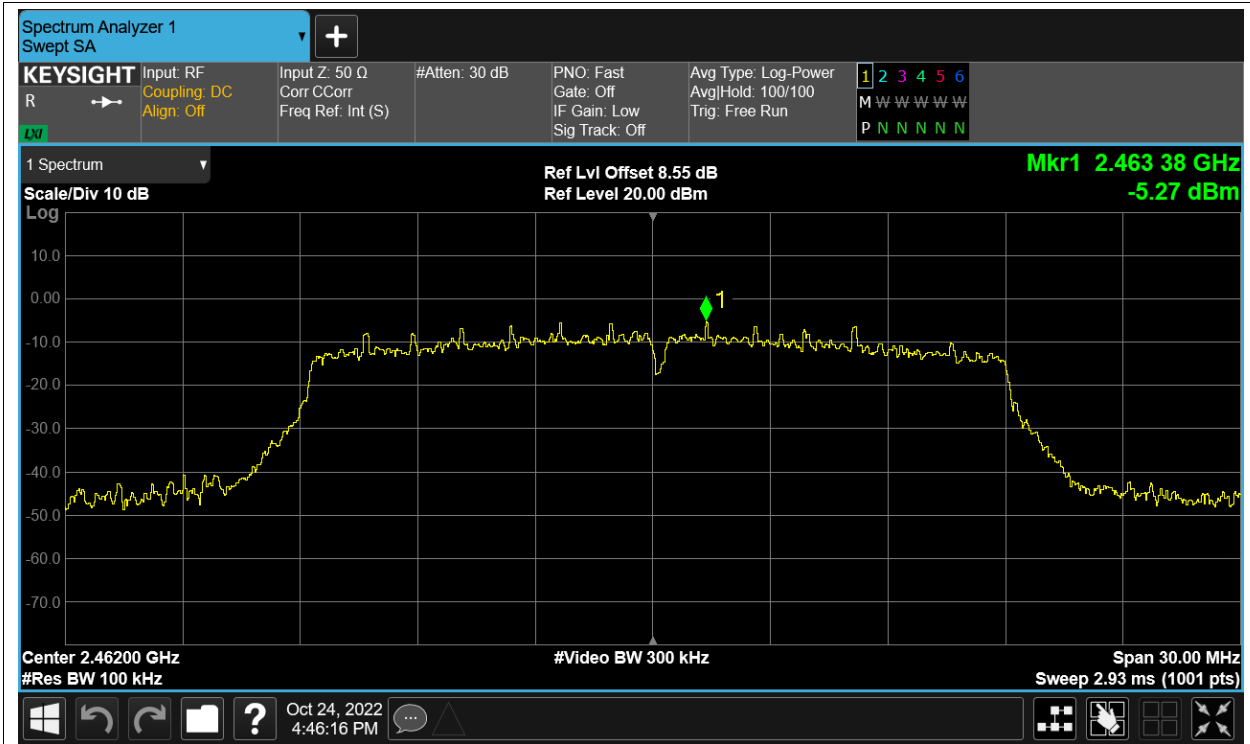 Spectrum Analyzer 1
Swept SA
KEYSIGHT
R
LXI
Input: RF
Coupling: DC
Align: Off
Input Z: 50 Ω
Corr CCorr
Freq Ref: Int (S)
#Atten: 30 dB
PNO: Fast
Gate: Off
IF Gain: Low
Sig Track: Off
Avg Type: Log-Power
Avg|Hold: 100/100
Trig: Free Run
1 2 3 4 5 6
M W W W W W
P N N N N N
1 Spectrum
Scale/Div 10 dB
Ref Lvl Offset 8.55 dB
Ref Level 20.00 dBm
Mkr1 2.463 38 GHz
-5.27 dBm
Log
10.0
0.00
-10.0
-20.0
-30.0
-40.0
-50.0
-60.0
-70.0
1
Center 2.46200 GHz
#Res BW 100 kHz
#Video BW 300 kHz
Span 30.00 MHz
Sweep 2.93 ms (1001 pts)
?
Oct 24, 2022
4:46:16 PM